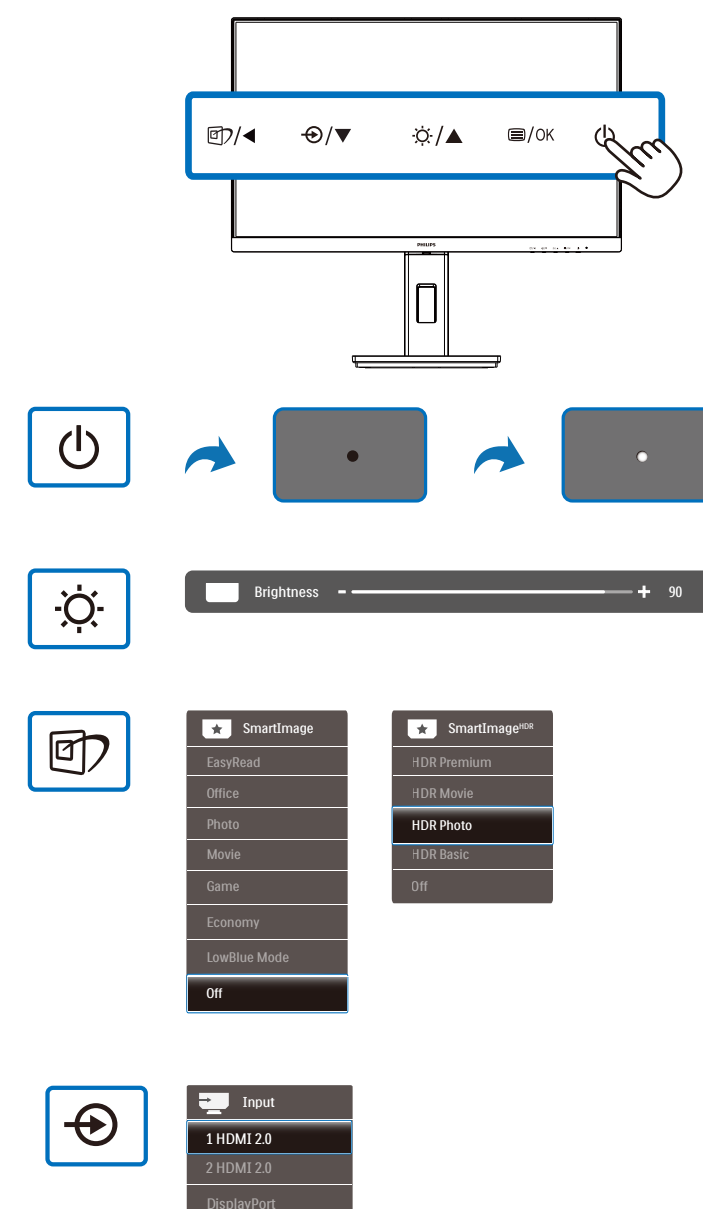 /OK
PHILIPS
Brightness - + 90
SmartImage
EasyRead
Office
Photo
Movie
Game
Economy
LowBlue Mode
Off
SmartImageHDR
HDR Premium
HDR Movie
HDR Photo
HDR Basic
Off
Input
1 HDMI 2.0
2 HDMI 2.0
DisplayPort